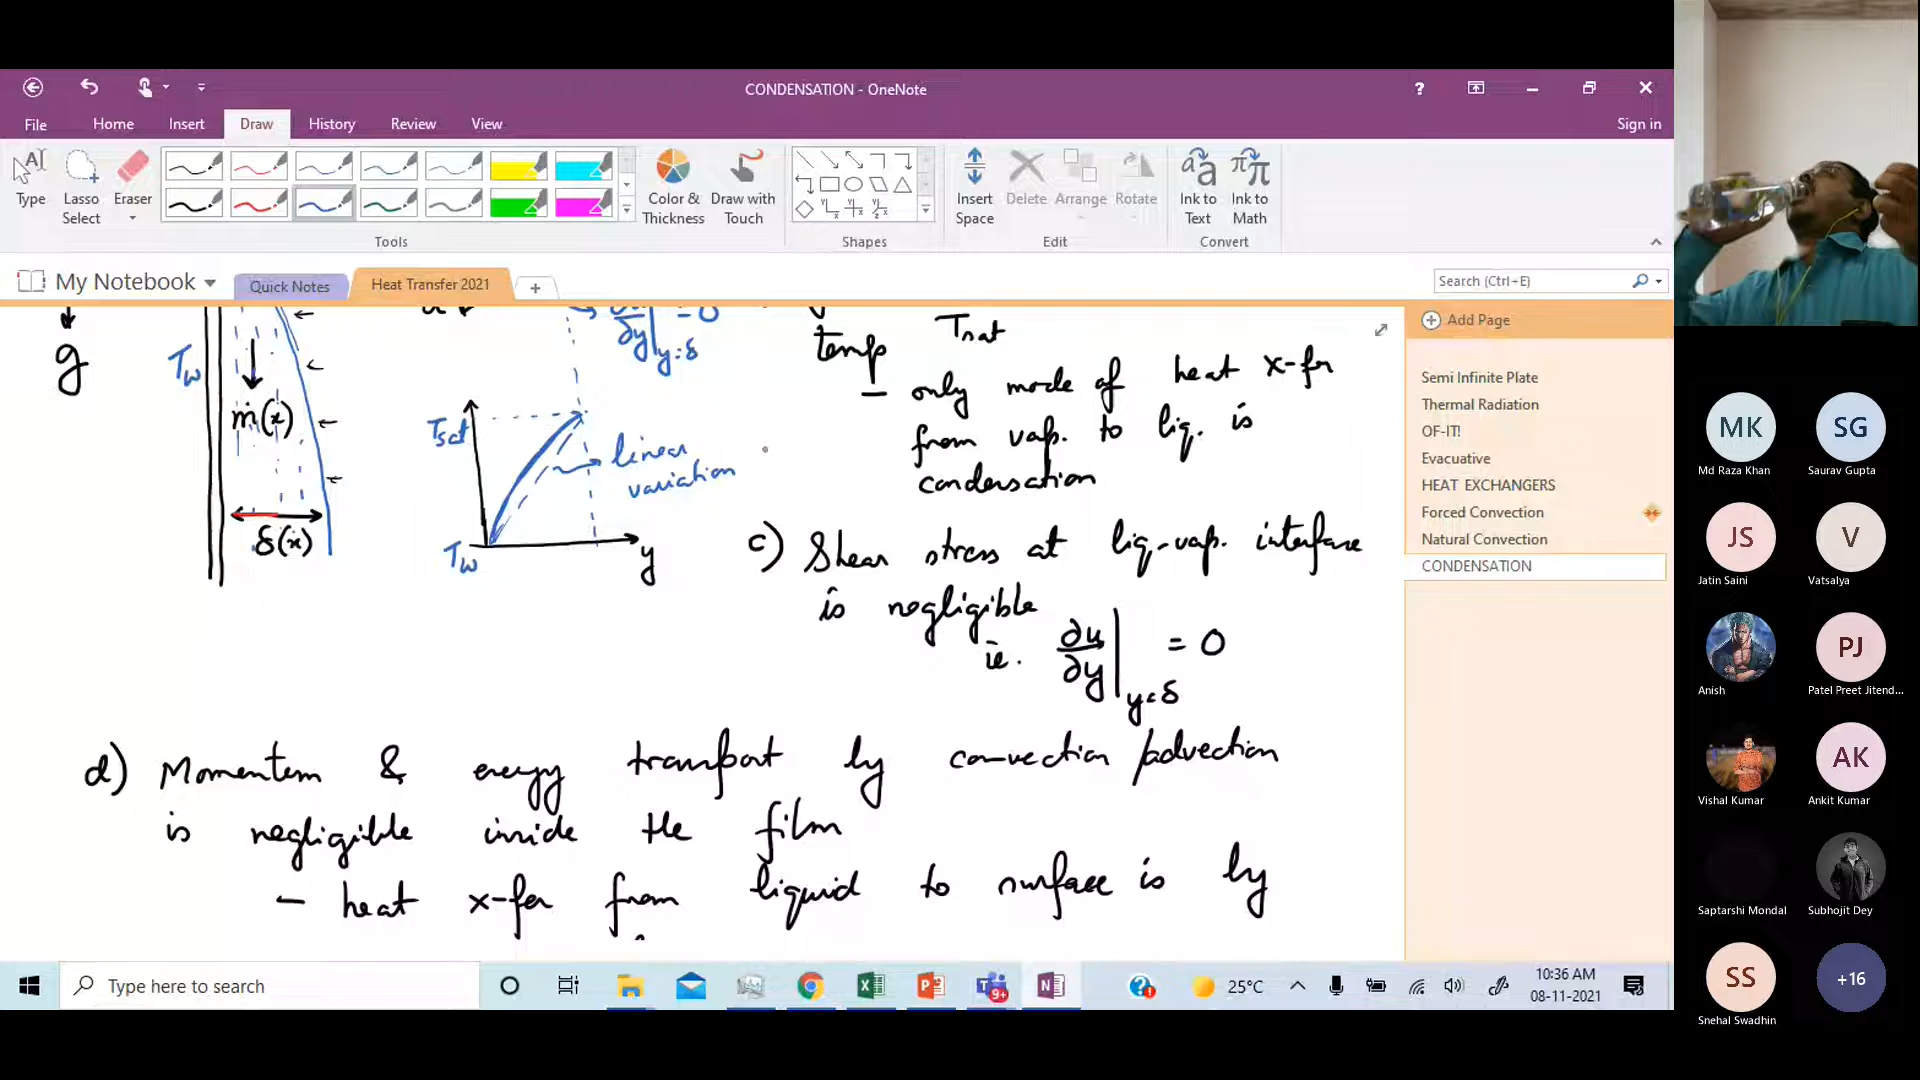 CONDENSATION - OneNote
?
File
Home
Insert
Draw
History
Review
View
Sign in
Type
Lasso Select
Eraser
Color & Thickness
Draw with Touch
Insert Space
Delete
Arrange
Rotate
Ink to Text
Ink to Math
Tools
Shapes
Edit
Convert
My Notebook
Quick Notes
Heat Transfer 2021
Search (Ctrl+E)
g
Tw
ṁ(x)
δ(x)
∂y|y=δ = 0
Tsat
linear
variation
Tw
y
temp Tsat
- only mode of heat x-fer
from vap. to liq. is
condensation
c) Shear stress at liq-vap. interface
is negligible
ie. ∂u/∂y|y=δ = 0
d) Momentum & energy transport by convection/advection
is negligible inside the film
- heat x-fer from liquid to surface is by
Add Page
Semi Infinite Plate
Thermal Radiation
OF-IT!
Evacuative
HEAT EXCHANGERS
Forced Convection
Natural Convection
CONDENSATION
MK
Md Raza Khan
SG
Saurav Gupta
JS
Jatin Saini
V
Vatsalya
Anish
PJ
Patel Preet Jitend...
Vishal Kumar
AK
Ankit Kumar
Saptarshi Mondal
Subhojit Dey
SS
Snehal Swadhin
+16
Type here to search
9+
25°C
10:36 AM
08-11-2021